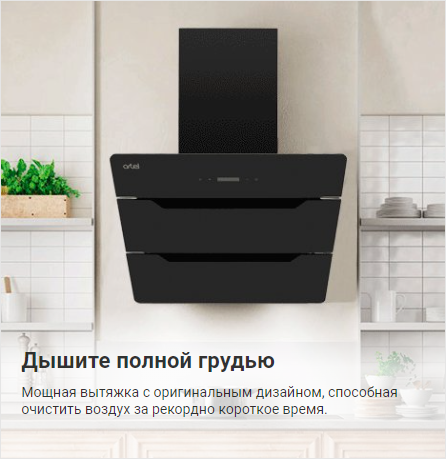 artel
Дышите полной грудью
Мощная вытяжка с оригинальным дизайном, способная
очистить воздух за рекордно короткое время.